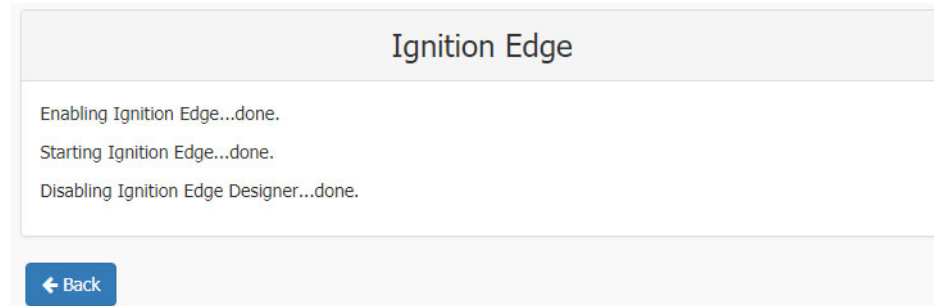 Ignition Edge
Enabling Ignition Edge...done.
Starting Ignition Edge...done.
Disabling Ignition Edge Designer...done.
Back